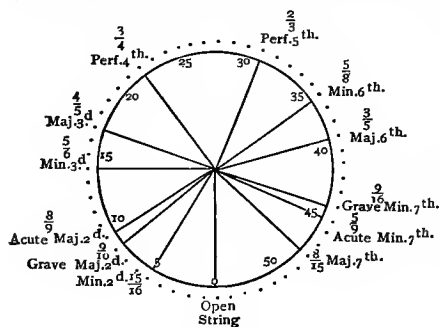 2/3
Perf.5th.
3/4
Perf.4th.
25
30
5/8
Min.6th.
20
35
4/5
Maj.3d.
3/5
Maj.6th.
5/6
Min.3d.
15
40
9/16
Grave Min.7th.
10
45
8/9
Acute Maj.2d.
5/9
Acute Min.7th.
9/10
Grave Maj.2d.
8/15 Maj.7th.
5
50
Min.2d. 15/16
0
Open
String